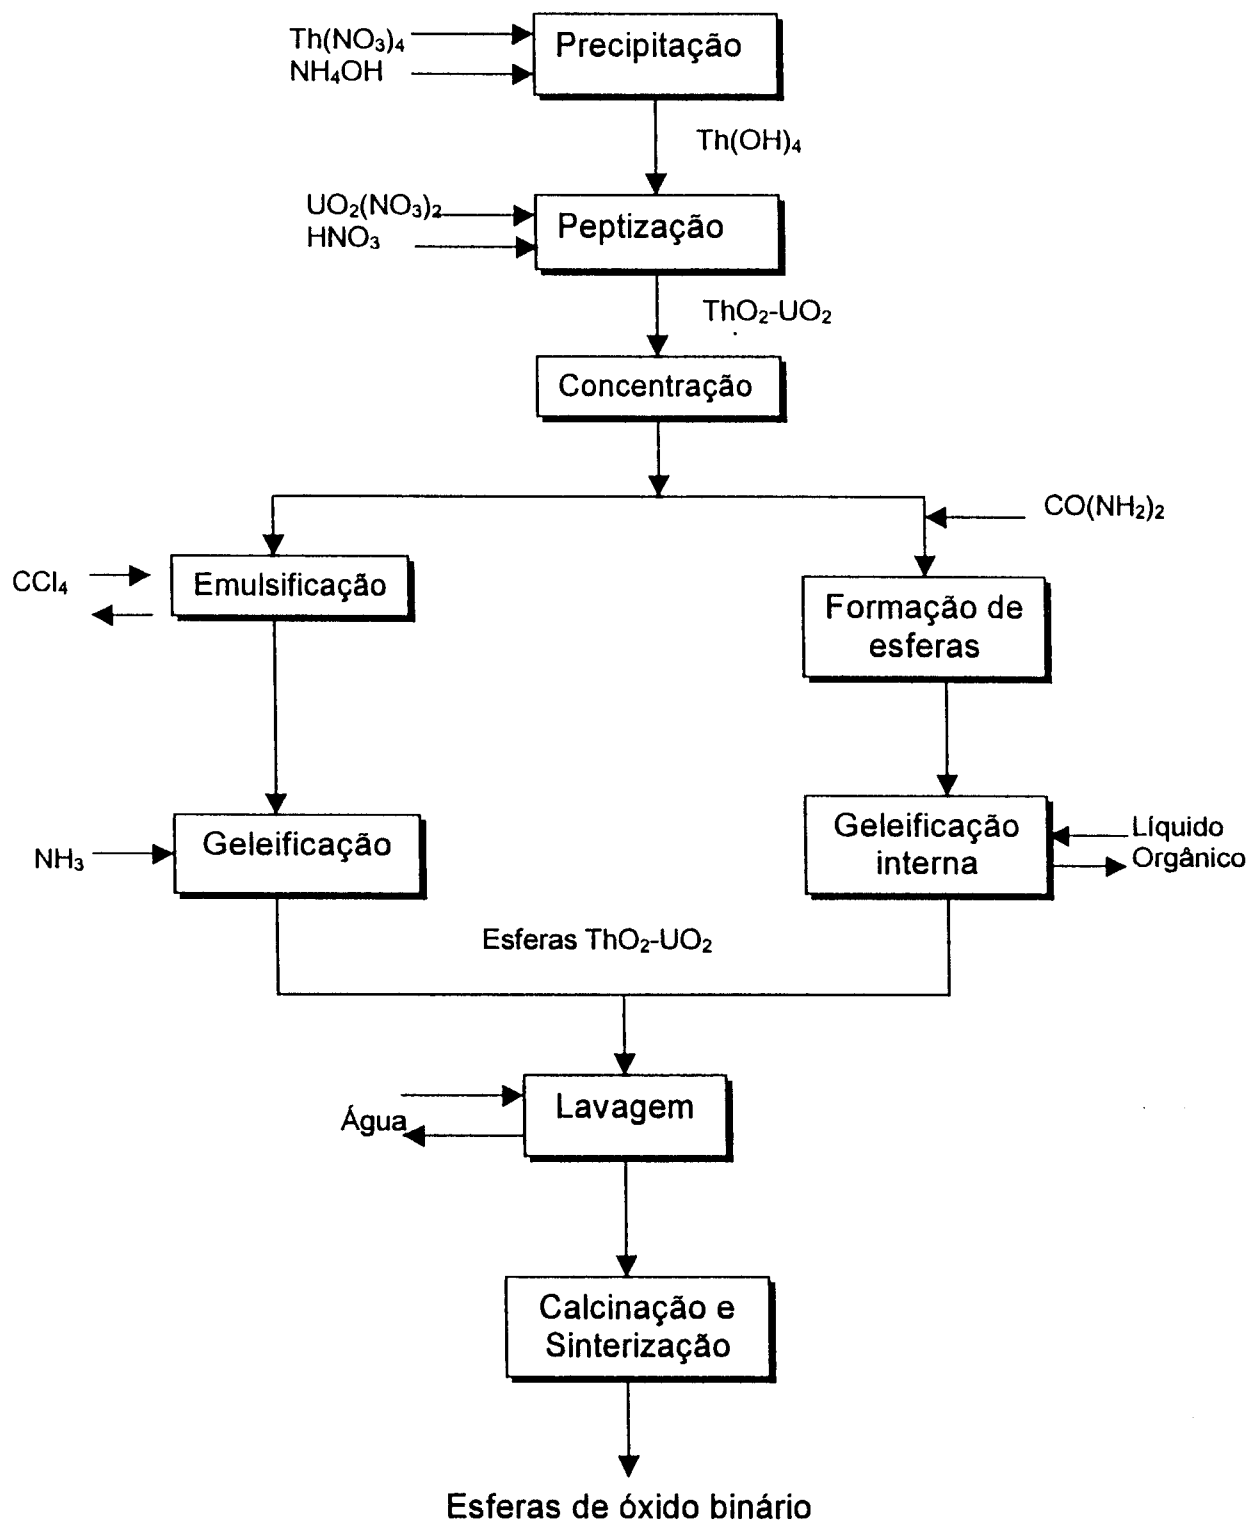 Th(NO₃)₄
NH₄OH
Precipitação
Th(OH)₄
UO₂(NO₃)₂
HNO₃
Peptização
ThO₂-UO₂
Concentração
CO(NH₂)₂
CCl₄
Emulsificação
Formação de
esferas
NH₃
Geleificação
Geleificação
interna
Líquido
Orgânico
Esferas ThO₂-UO₂
Água
Lavagem
Calcinação e
Sinterização
Esferas de óxido binário